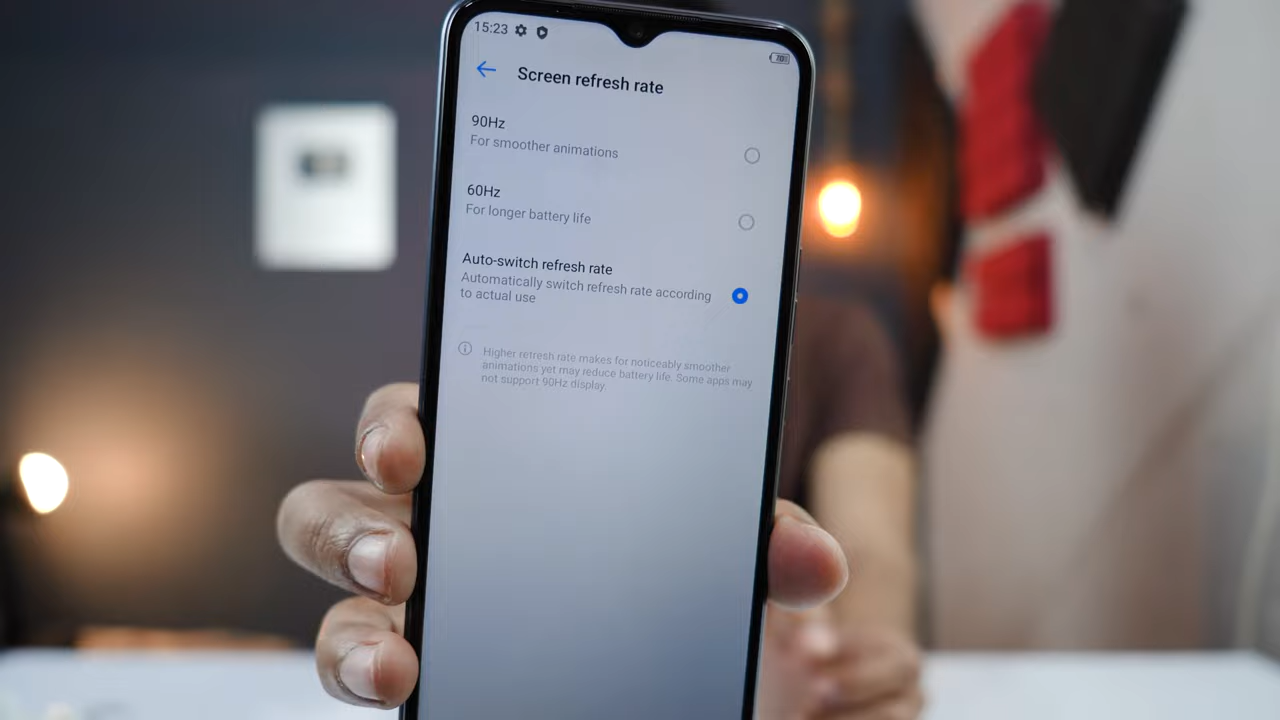 15:23
70
Screen refresh rate
90Hz
For smoother animations
60Hz
For longer battery life
Auto-switch refresh rate
Automatically switch refresh rate according
to actual use
Higher refresh rate makes for noticeably smoother
animations yet may reduce battery life. Some apps may
not support 90Hz display.